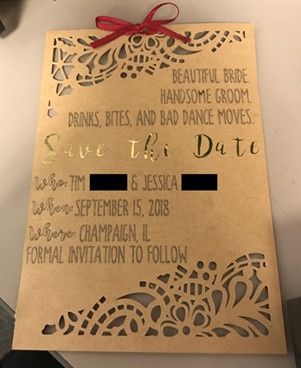 BEAUTIFUL BRIDE.
HANDSOME GROOM.
DRINKS, BITES, AND BAD DANCE MOVES.
Save the Date
who: TIM & JESSICA
when: SEPTEMBER 15, 2018
where: CHAMPAIGN, IL
FORMAL INVITATION TO FOLLOW